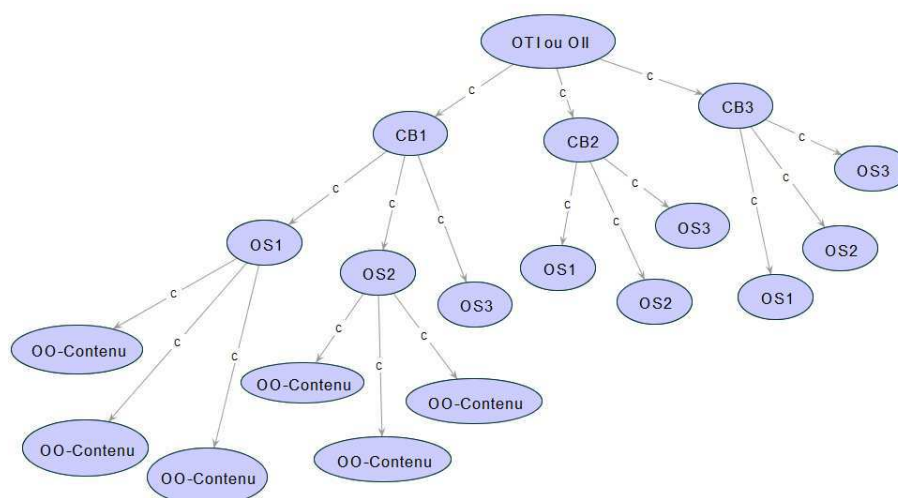 OTI ou OII
c
c
c
CB1
CB2
CB3
c
c
c
c
c
c
c
c
c
OS1
OS2
OS3
OS1
OS2
OS3
OS1
OS2
OS3
c
c
c
c
c
c
OO-Contenu
OO-Contenu
OO-Contenu
OO-Contenu
OO-Contenu
OO-Contenu